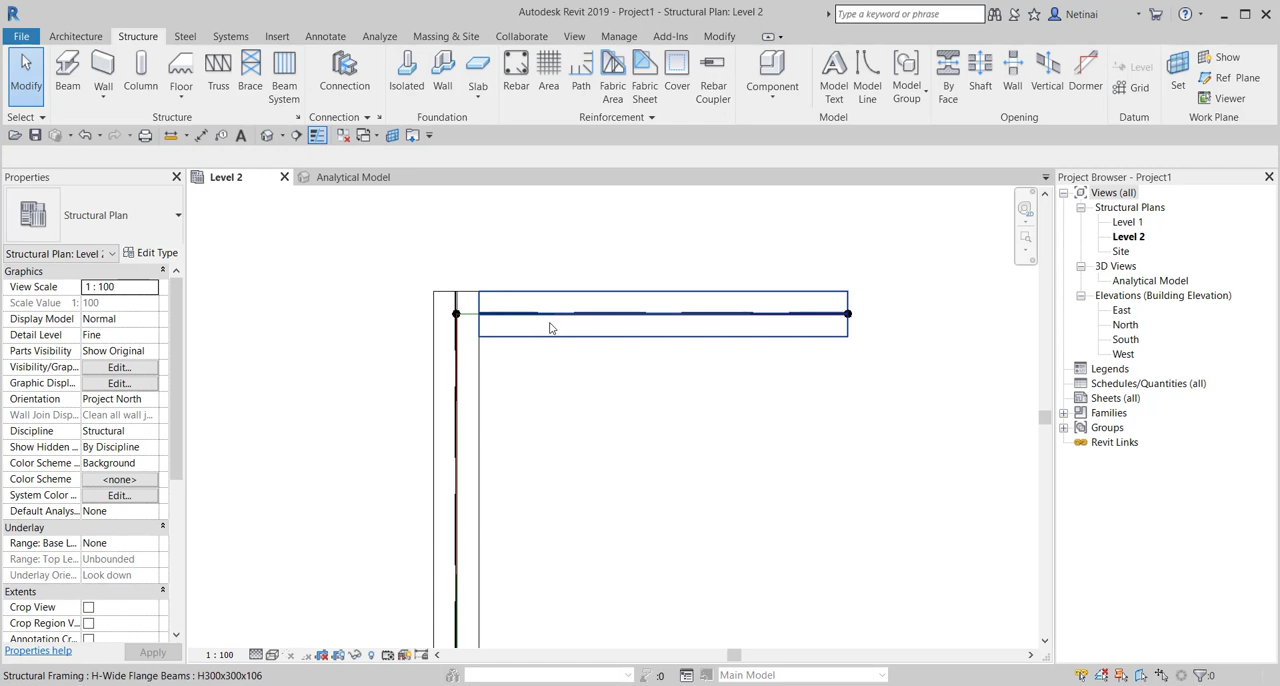 Autodesk Revit 2019 - Project1 - Structural Plan: Level 2
Type a keyword or phrase
Netinai
File Architecture Structure Steel Systems Insert Annotate Analyze Massing & Site Collaborate View Manage Add-Ins Modify
Modify Beam Wall Column Floor Truss Brace Beam System Connection Isolated Wall Slab Rebar Area Path Fabric Area Fabric Sheet Cover Rebar Coupler Component Model Text Model Line Model Group By Face Shaft Wall Vertical Dormer Level Grid Set Show Ref Plane Viewer
Select Structure Connection Foundation Reinforcement Model Opening Datum Work Plane
Properties
Level 2
Analytical Model
Project Browser - Project1
Structural Plan
Structural Plan: Level 2
Edit Type
Graphics
View Scale 1 : 100
Scale Value 1: 100
Display Model Normal
Detail Level Fine
Parts Visibility Show Original
Visibility/Grap... Edit...
Graphic Displ... Edit...
Orientation Project North
Wall Join Disp... Clean all wall j...
Discipline Structural
Show Hidden ... By Discipline
Color Scheme ... Background
Color Scheme <none>
System Color ... Edit...
Default Analys... None
Underlay
Range: Base L... None
Range: Top Le... Unbounded
Underlay Orie... Look down
Extents
Crop View
Crop Region V...
Annotation Cr...
Properties help
Apply
Views (all)
Structural Plans
Level 1
Level 2
Site
3D Views
Analytical Model
Elevations (Building Elevation)
East
North
South
West
Legends
Schedules/Quantities (all)
Sheets (all)
Families
Groups
Revit Links
2D
1 : 100
Structural Framing : H-Wide Flange Beams : H300x300x106
:0
Main Model
:0